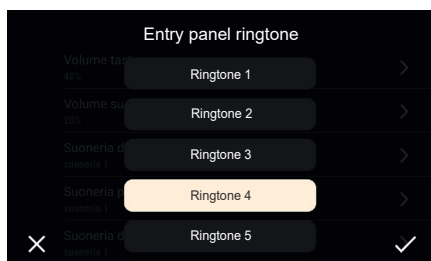 Entry panel ringtone
Volume tast
40%
Ringtone 1
Volume su
20%
Ringtone 2
Suoneria d
suoneria 1
Ringtone 3
Suoneria p
suoneria 1
Ringtone 4
Suoneria d
suoneria 1
Ringtone 5